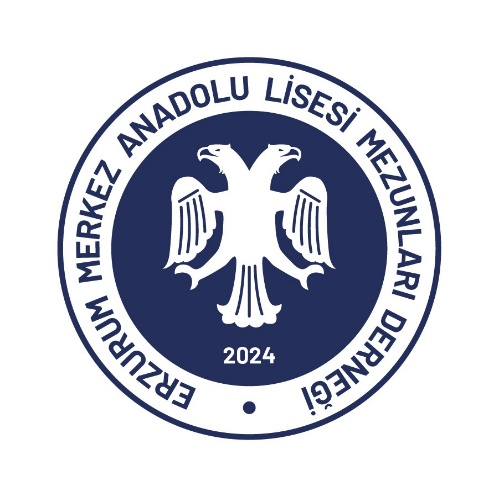 ERZURUM MERKEZ ANADOLU LİSESİ MEZUNLARI DERNEĞİ
2024